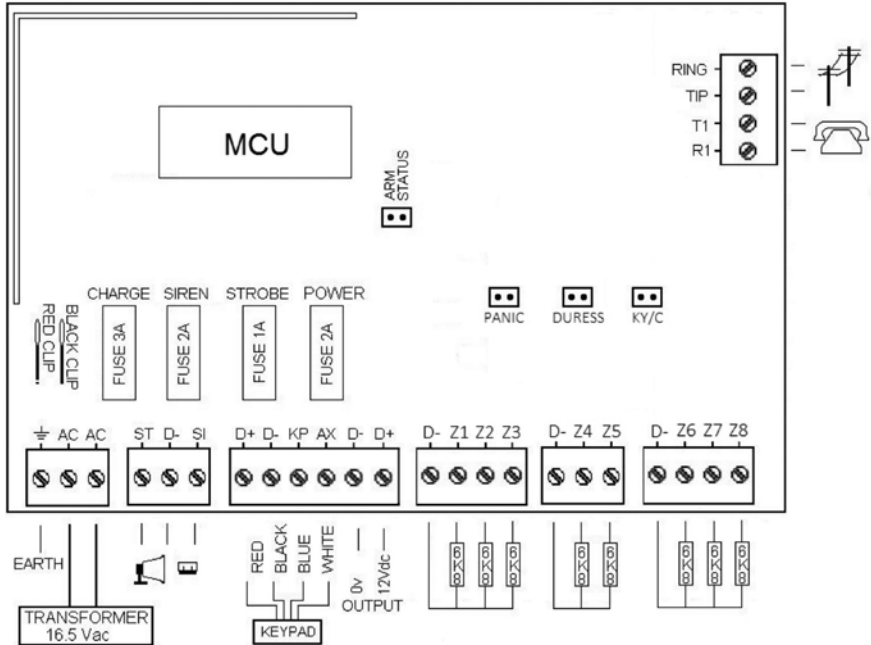 RING
TIP
T1
R1
MCU
ARM
STATUS
CHARGE SIREN STROBE POWER
RED CLIP
BLACK CLIP
FUSE 3A
FUSE 2A
FUSE 1A
FUSE 2A
PANIC DURESS KY/C
AC AC ST D- SI D+ D- KP AX D- D+ D- Z1 Z2 Z3 D- Z4 Z5 D- Z6 Z7 Z8
EARTH
RED
BLACK
BLUE
WHITE
0v
12Vdc
OUTPUT
6K8
6K8
6K8
6K8
6K8
6K8
6K8
6K8
TRANSFORMER
16.5 Vac
KEYPAD